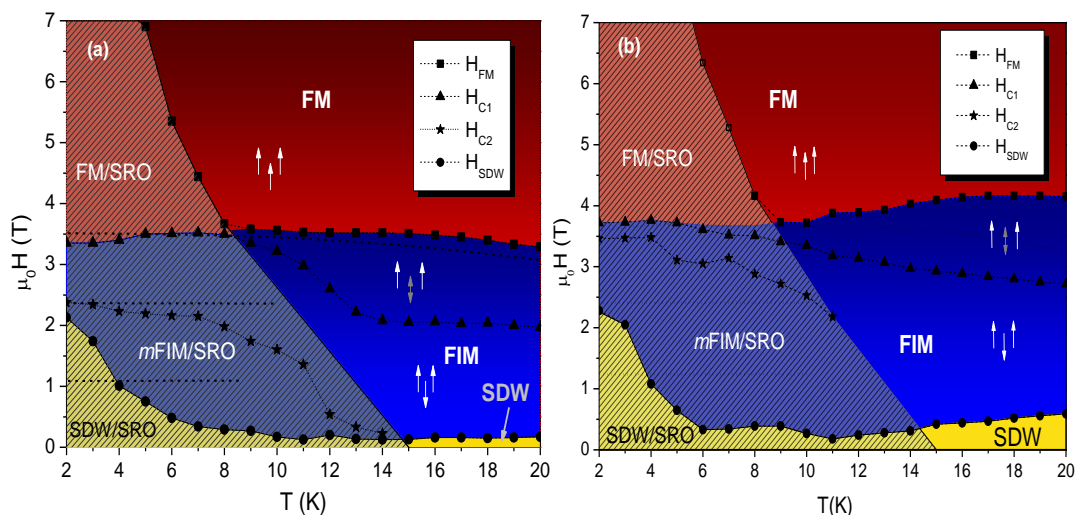 (a)
H_FM
H_C1
H_C2
H_SDW
FM
FM/SRO
mFIM/SRO
FIM
SDW
SDW/SRO
μ₀H (T)
7
6
5
4
3
2
1
0
2 4 6 8 10 12 14 16 18 20
T (K)
(b)
H_FM
H_C1
H_C2
H_SDW
FM
FM/SRO
mFIM/SRO
FIM
SDW/SRO
SDW
μ₀H (T)
7
6
5
4
3
2
1
0
2 4 6 8 10 12 14 16 18 20
T(K)